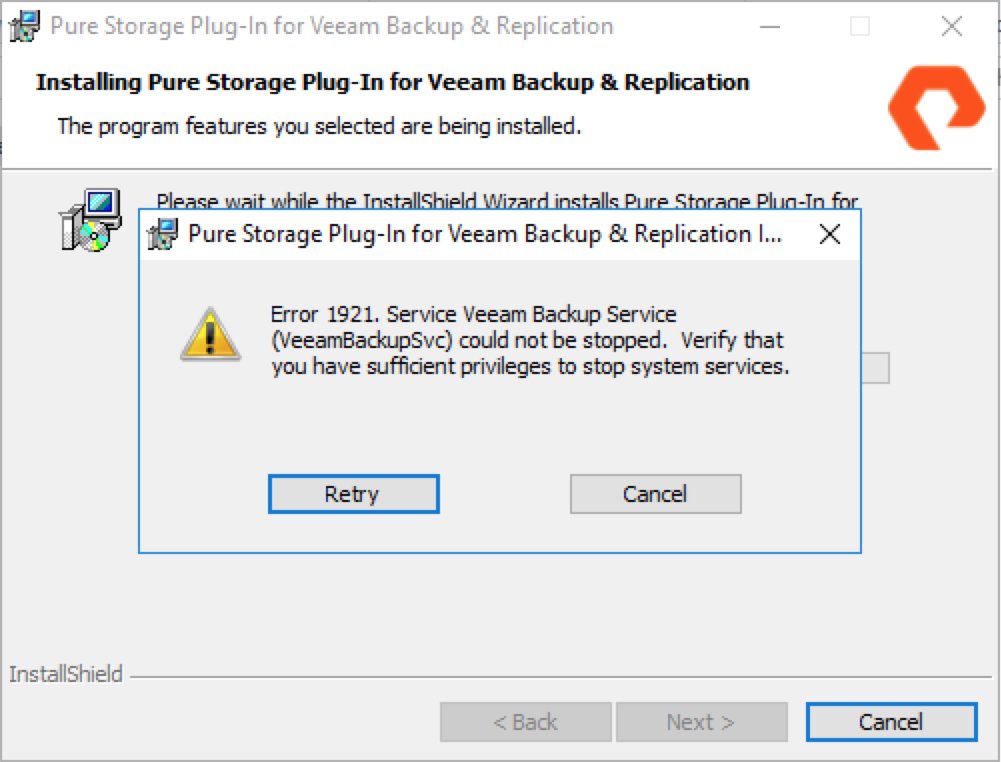 Pure Storage Plug-In for Veeam Backup & Replication
Installing Pure Storage Plug-In for Veeam Backup & Replication
The program features you selected are being installed.
Please wait while the InstallShield Wizard installs Pure Storage Plug-In for
Pure Storage Plug-In for Veeam Backup & Replication I...
Error 1921. Service Veeam Backup Service
(VeeamBackupSvc) could not be stopped. Verify that
you have sufficient privileges to stop system services.
Retry
Cancel
InstallShield
< Back
Next >
Cancel